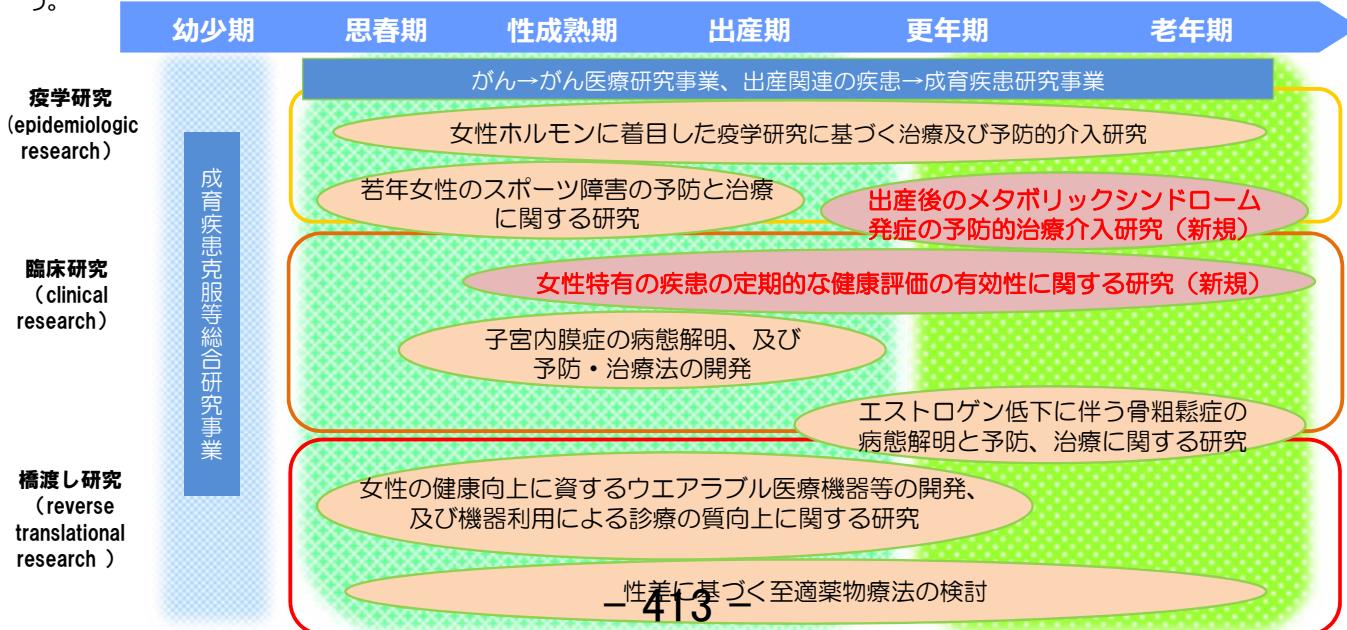 う。
幼少期 思春期 性成熟期 出産期 更年期 老年期
がん→がん医療研究事業、出産関連の疾患→成育疾患研究事業
疫学研究
(epidemiologic
research)
女性ホルモンに着目した疫学研究に基づく治療及び予防的介入研究
若年女性のスポーツ障害の予防と治療
に関する研究
出産後のメタボリックシンドローム
発症の予防的治療介入研究（新規）
成育疾患克服等総合研究事業
臨床研究
（clinical
research）
女性特有の疾患の定期的な健康評価の有効性に関する研究（新規）
子宮内膜症の病態解明、及び
予防・治療法の開発
エストロゲン低下に伴う骨粗鬆症の
病態解明と予防、治療に関する研究
橋渡し研究
（reverse
translational
research ）
女性の健康向上に資するウエアラブル医療機器等の開発、
及び機器利用による診療の質向上に関する研究
性差に基づく至適薬物療法の検討
－ 413 －